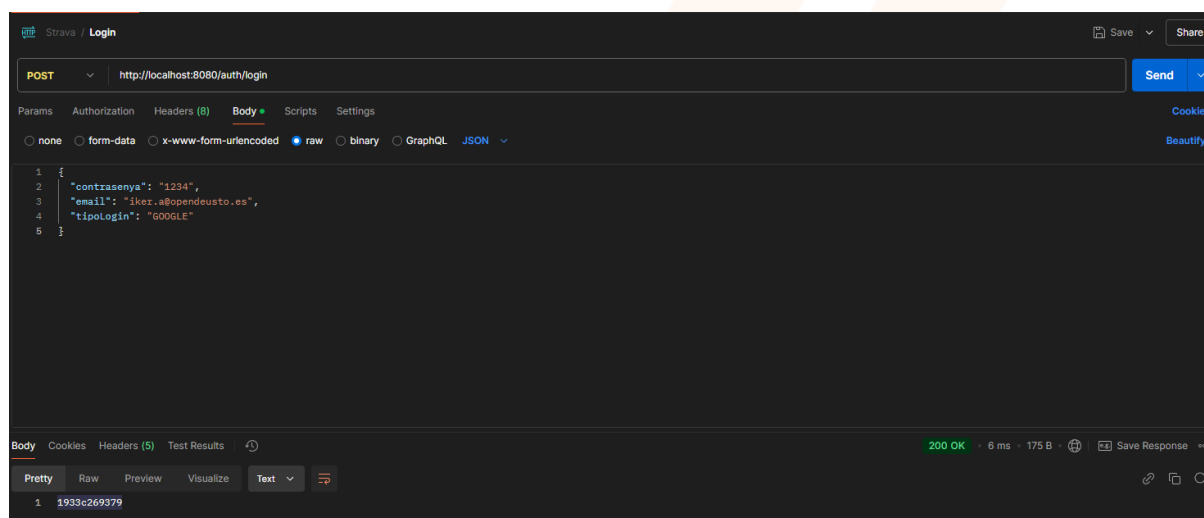 HTTP Strava / Login Save Share
POST http://localhost:8080/auth/login Send
Params Authorization Headers (8) Body Scripts Settings Cookie
none form-data x-www-form-urlencoded raw binary GraphQL JSON Beautify
1 {
2 "contrasenya": "1234",
3 "email": "iker.a@opendeusto.es",
4 "tipoLogin": "GOOGLE"
5 }
Body Cookies Headers (5) Test Results 200 OK 6 ms 175 B e.g. Save Response
Pretty Raw Preview Visualize Text
1 1933c269379